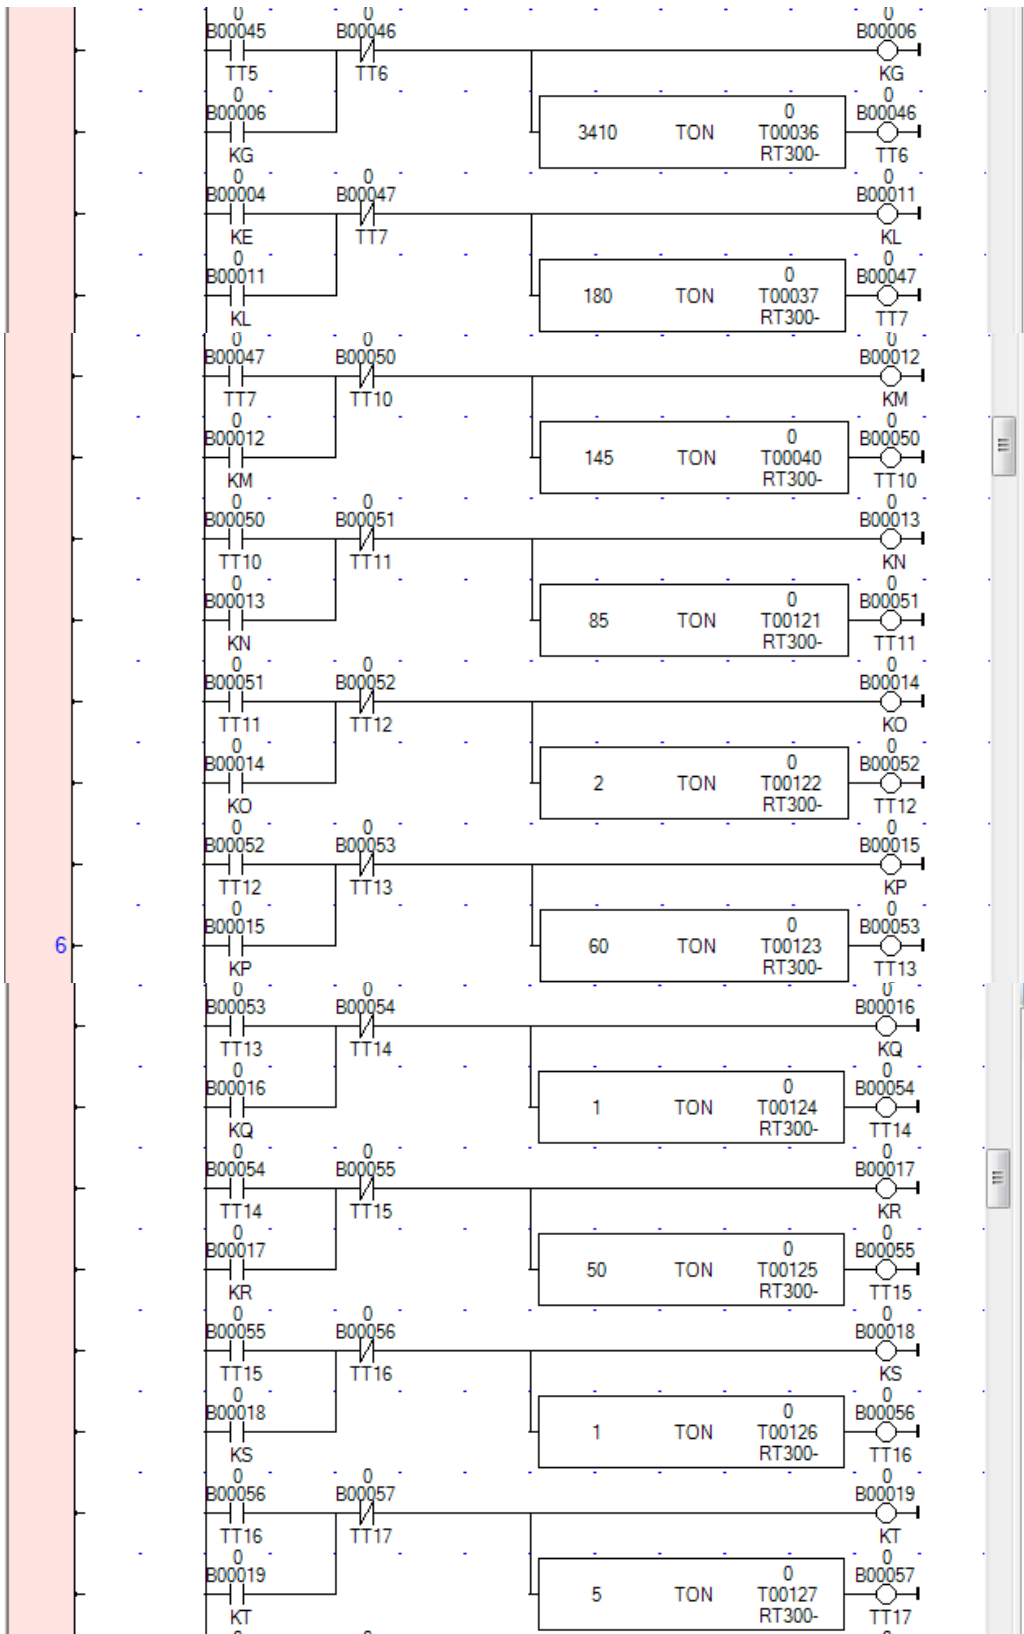 0 0 0
B00045 B00046 B00006
TT5 TT6 KG
0 0 0
B00006 3410 TON T00036 B00046
KG RT300- TT6
0 0 0
B00004 B00047 B00011
KE TT7 KL
0 0 0
B00011 180 TON T00037 B00047
KL RT300- TT7
0 0 0
B00047 B00050 B00012
TT7 TT10 KM
0 0 0
B00012 145 TON T00040 B00050
KM RT300- TT10
0 0 0
B00050 B00051 B00013
TT10 TT11 KN
0 0 0
B00013 85 TON T00121 B00051
KN RT300- TT11
0 0 0
B00051 B00052 B00014
TT11 TT12 KO
0 0 0
B00014 2 TON T00122 B00052
KO RT300- TT12
0 0 0
B00052 B00053 B00015
TT12 TT13 KP
0 0 0
6 B00015 60 TON T00123 B00053
KP RT300- TT13
0 0 0
B00053 B00054 B00016
TT13 TT14 KQ
0 0 0
B00016 1 TON T00124 B00054
KQ RT300- TT14
0 0 0
B00054 B00055 B00017
TT14 TT15 KR
0 0 0
B00017 50 TON T00125 B00055
KR RT300- TT15
0 0 0
B00055 B00056 B00018
TT15 TT16 KS
0 0 0
B00018 1 TON T00126 B00056
KS RT300- TT16
0 0 0
B00056 B00057 B00019
TT16 TT17 KT
0 0 0
B00019 5 TON T00127 B00057
KT RT300- TT17